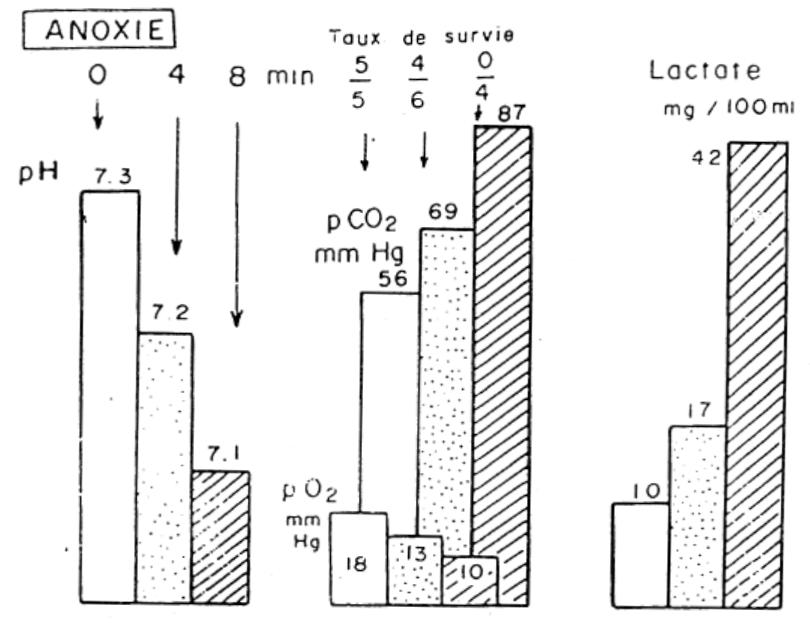 ANOXIE
0 4 8 min
pH
7.3
7.2
7.1
Taux de survie
5/5 4/6 0/4
pCO2
mm Hg
56
69
87
pO2
mm
Hg
18
13
10
Lactate
mg / 100ml
10
17
42